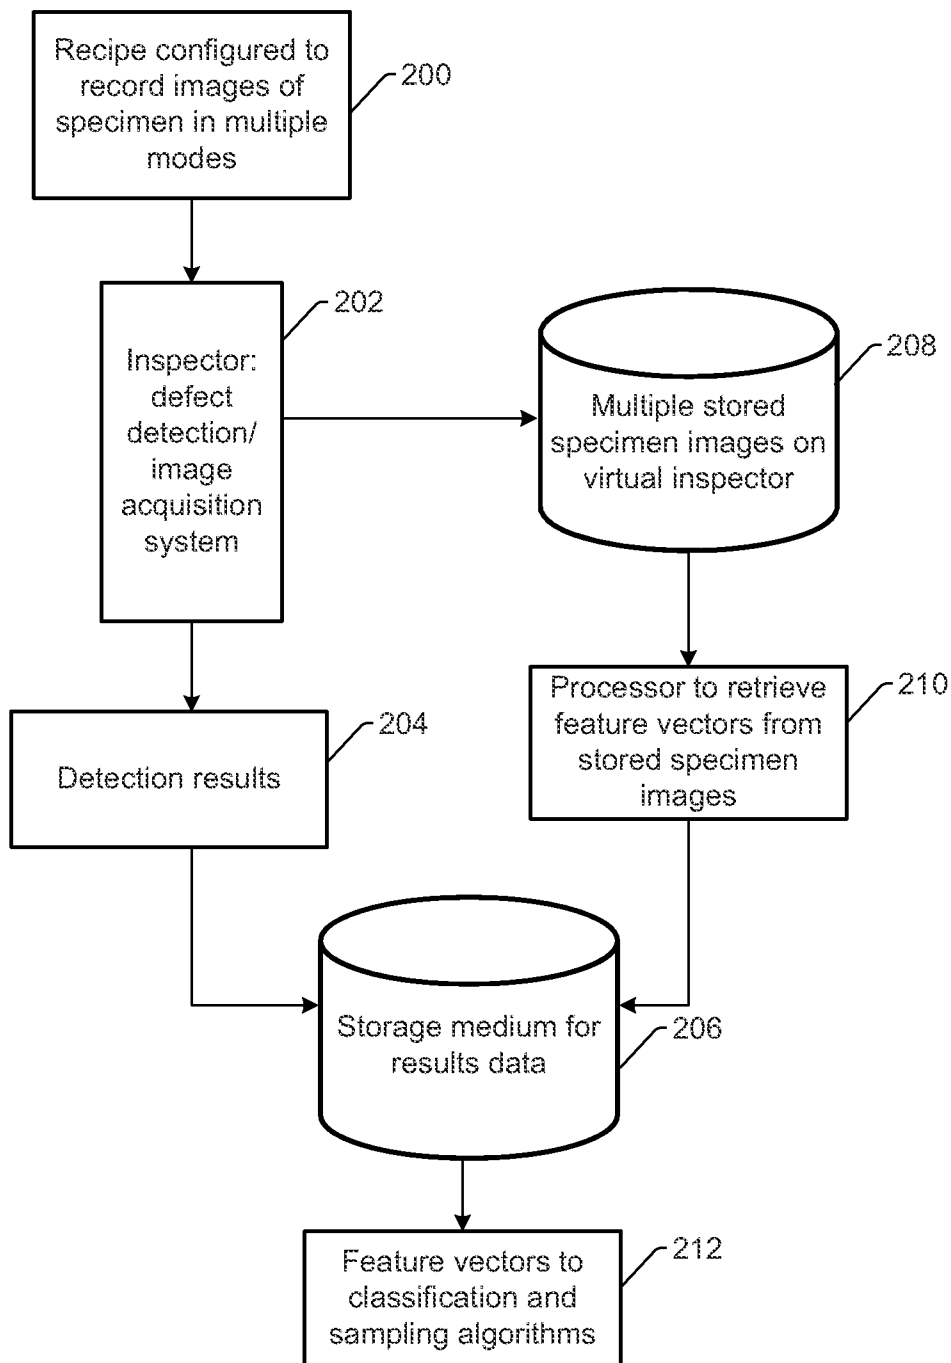 Recipe configured to
record images of
specimen in multiple
modes
200
Inspector:
defect
detection/
image
acquisition
system
202
Multiple stored
specimen images on
virtual inspector
208
Processor to retrieve
feature vectors from
stored specimen
images
210
Detection results
204
Storage medium for
results data
206
Feature vectors to
classification and
sampling algorithms
212